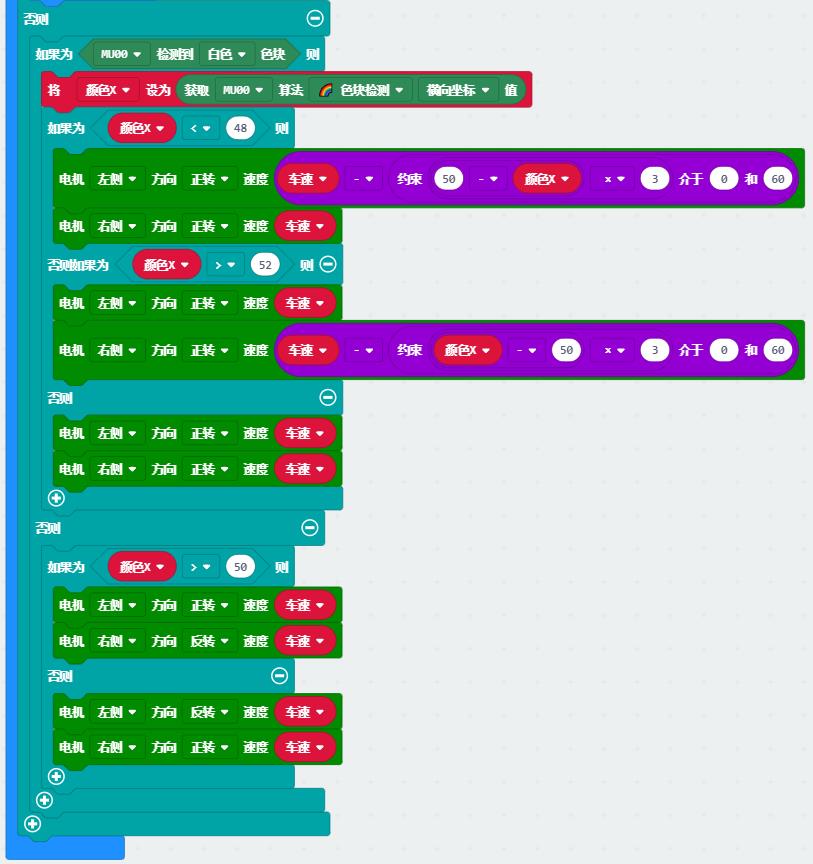 否则
如果为 MU00 检测到 白色 色块 则
将 颜色X 设为 获取 MU00 算法 色块检测 横向坐标 值
如果为 颜色X < 48 则
电机 左侧 方向 正转 速度 车速 - 约束 50 - 颜色X x 3 介于 0 和 60
电机 右侧 方向 正转 速度 车速
否则如果为 颜色X > 52 则
电机 左侧 方向 正转 速度 车速
电机 右侧 方向 正转 速度 车速 - 约束 颜色X - 50 x 3 介于 0 和 60
否则
电机 左侧 方向 正转 速度 车速
电机 右侧 方向 正转 速度 车速
否则
如果为 颜色X > 50 则
电机 左侧 方向 正转 速度 车速
电机 右侧 方向 反转 速度 车速
否则
电机 左侧 方向 反转 速度 车速
电机 右侧 方向 正转 速度 车速